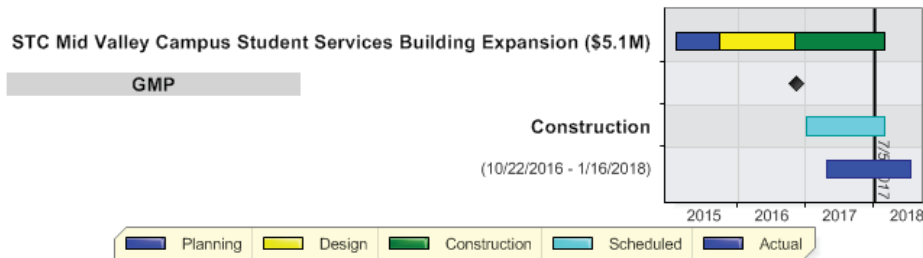 STC Mid Valley Campus Student Services Building Expansion ($5.1M)
GMP
Construction
(10/22/2016 - 1/16/2018)
2015 2016 2017 2018
Planning Design Construction Scheduled Actual